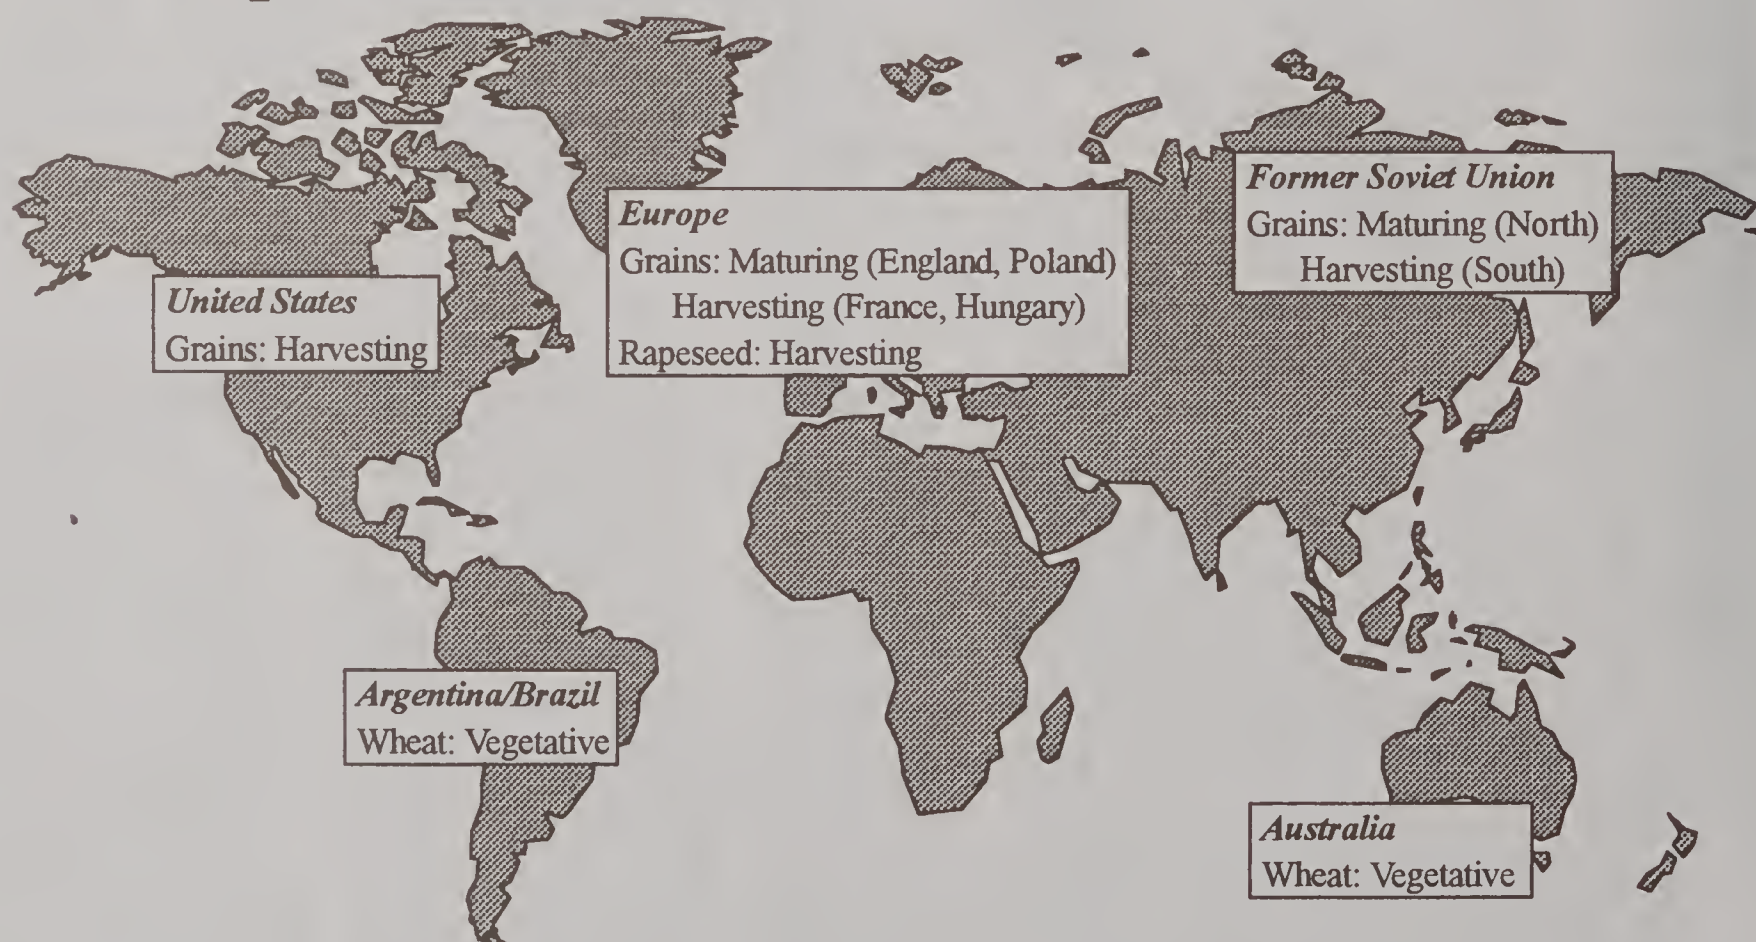 Former Soviet Union
Grains: Maturing (North)
Harvesting (South)
Europe
Grains: Maturing (England, Poland)
Harvesting (France, Hungary)
Rapeseed: Harvesting
United States
Grains: Harvesting
Argentina/Brazil
Wheat: Vegetative
Australia
Wheat: Vegetative